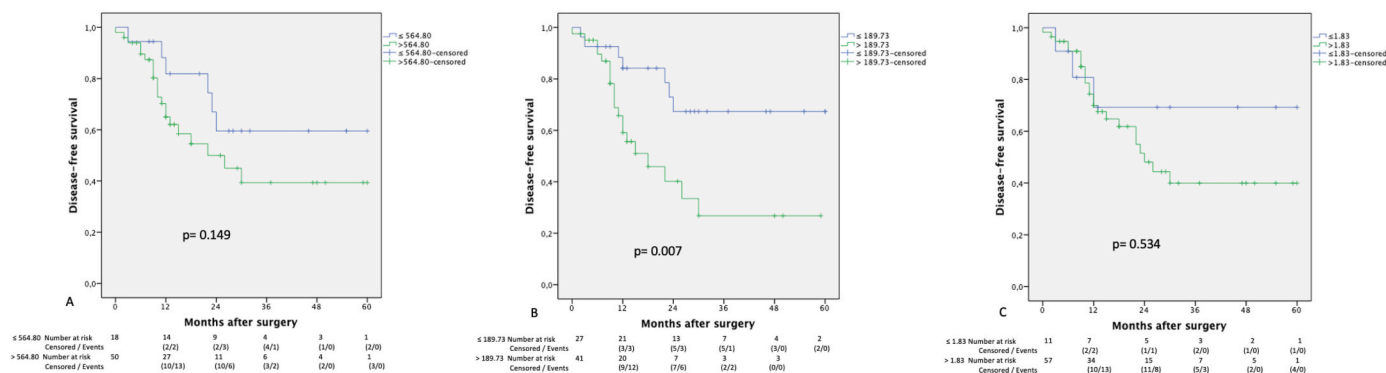 1,0
0,8
0,6
0,4
0,2
0,0
Disease-free survival
≤ 564.80
>564.80
≤ 564.80-censored
>564.80-censored
p= 0.149
0 12 24 36 48 60
A
Months after surgery
≤ 564.80 Number at risk 18 14 9 4 3 1
Censored / Events (2/2) (2/3) (4/1) (1/0) (2/0)
> 564.80 Number at risk 50 27 11 6 4 1
Censored / Events (10/13) (10/6) (3/2) (2/0) (3/0)
1,0
0,8
0,6
0,4
0,2
0,0
Disease-free survival
≤ 189.73
> 189.73
≤ 189.73-censored
> 189.73-censored
p= 0.007
0 12 24 36 48 60
B
Months after surgery
≤ 189.73 Number at risk 27 21 13 7 4 2
Censored / Events (3/3) (5/3) (5/1) (3/0) (2/0)
> 189.73 Number at risk 41 20 7 3 3
Censored / Events (9/12) (7/6) (2/2) (0/0)
1,0
0,8
0,6
0,4
0,2
0,0
Disease-free survival
≤1.83
>1.83
≤1.83-censored
>1.83-censored
p= 0.534
0 12 24 36 48 60
C
Months after surgery
≤ 1.83 Number at risk 11 7 5 3 2 1
Censored / Events (2/2) (1/1) (2/0) (1/0) (1/0)
> 1.83 Number at risk 57 34 15 7 5 1
Censored / Events (10/13) (11/8) (5/3) (2/0) (4/0)